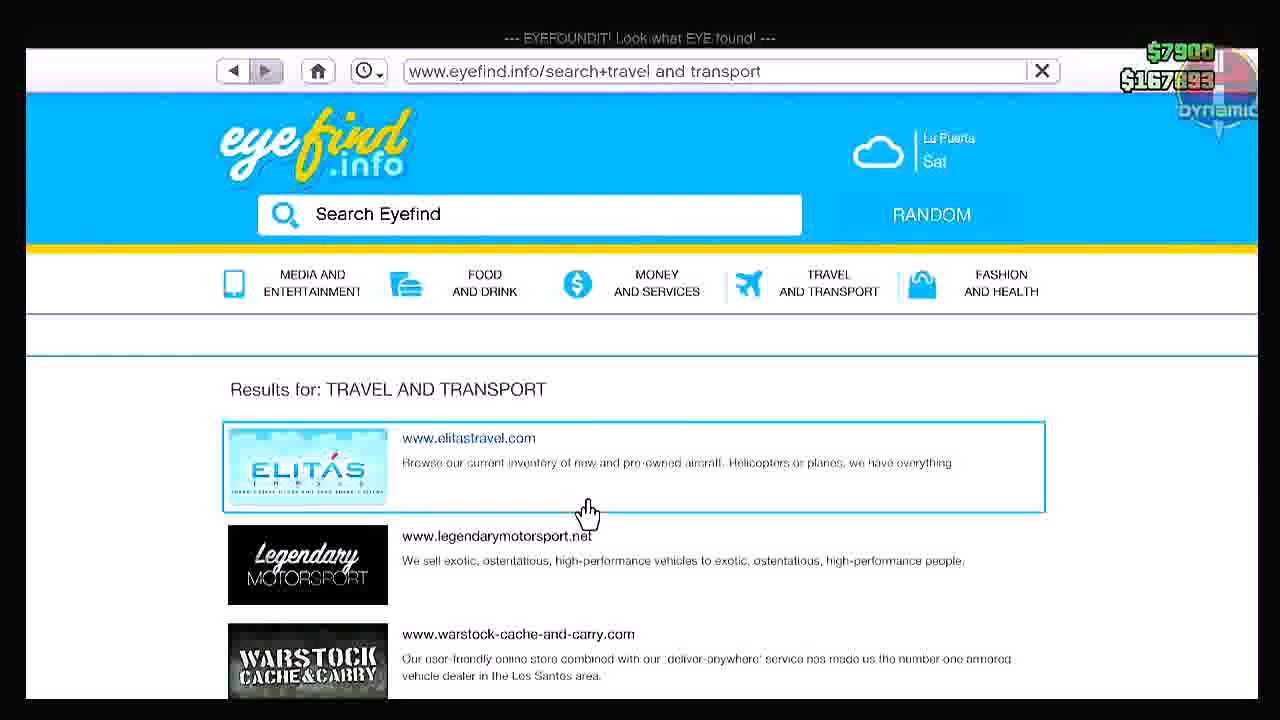 --- EYEFOUNDIT! Look what EYE found! ---
$7900
www.eyefind.info/search+travel and transport
$167893
DYNAMIC
eyefind
.info
La Puerta
Sat
Search Eyefind
RANDOM
MEDIA AND
ENTERTAINMENT
FOOD
AND DRINK
MONEY
AND SERVICES
TRAVEL
AND TRANSPORT
FASHION
AND HEALTH
Results for: TRAVEL AND TRANSPORT
www.elitastravel.com
Browse our current inventory of new and pre-owned aircraft. Helicopters or planes, we have everything
ELITÁS
www.legendarymotorsport.net
We sell exotic, ostentatious, high-performance vehicles to exotic, ostentatious, high-performance people.
Legendary
MOTORSPORT
www.warstock-cache-and-carry.com
Our user-friendly online store combined with our 'deliver-anywhere' service has made us the number one armored
vehicle dealer in the Los Santos area.
WARSTOCK
CACHE&CARRY